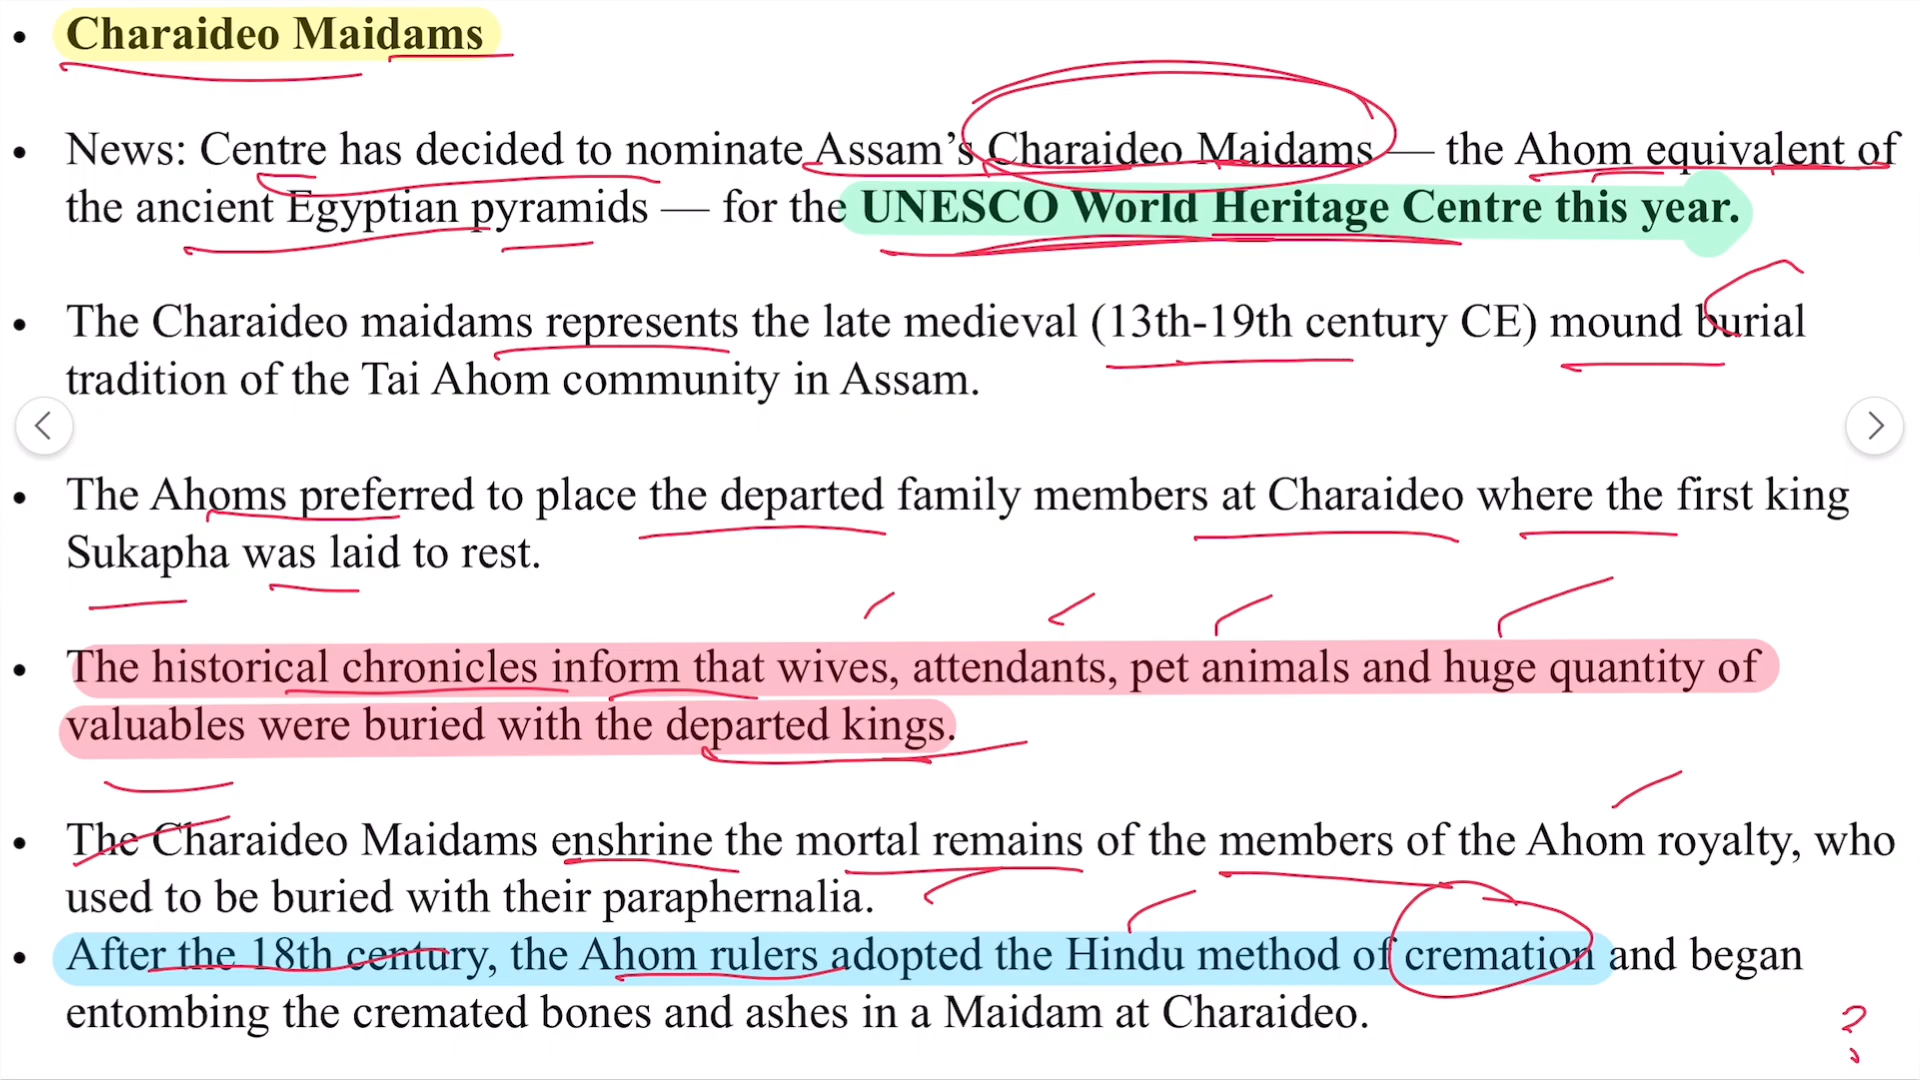 • Charaideo Maidams
• News: Centre has decided to nominate Assam’s Charaideo Maidams — the Ahom equivalent of
the ancient Egyptian pyramids — for the UNESCO World Heritage Centre this year.
• The Charaideo maidams represents the late medieval (13th-19th century CE) mound burial
tradition of the Tai Ahom community in Assam.
• The Ahoms preferred to place the departed family members at Charaideo where the first king
Sukapha was laid to rest.
• The historical chronicles inform that wives, attendants, pet animals and huge quantity of
valuables were buried with the departed kings.
• The Charaideo Maidams enshrine the mortal remains of the members of the Ahom royalty, who
used to be buried with their paraphernalia.
• After the 18th century, the Ahom rulers adopted the Hindu method of cremation and began
entombing the cremated bones and ashes in a Maidam at Charaideo.
?